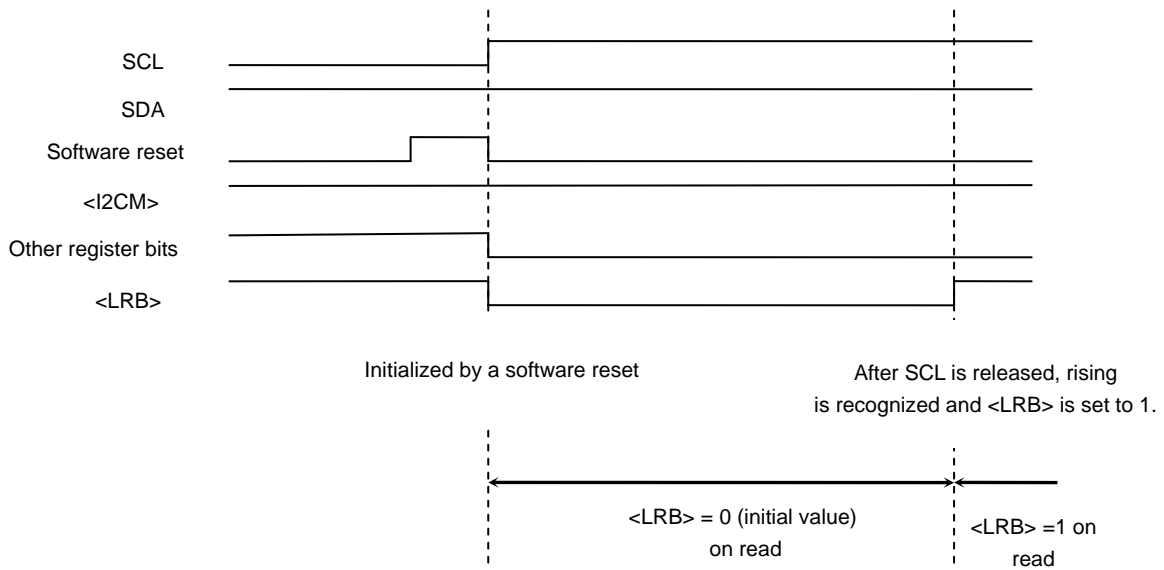 SCL
SDA
Software reset
<I2CM>
Other register bits
<LRB>
Initialized by a software reset
After SCL is released, rising
is recognized and <LRB> is set to 1.
<LRB> = 0 (initial value)
on read
<LRB> =1 on
read